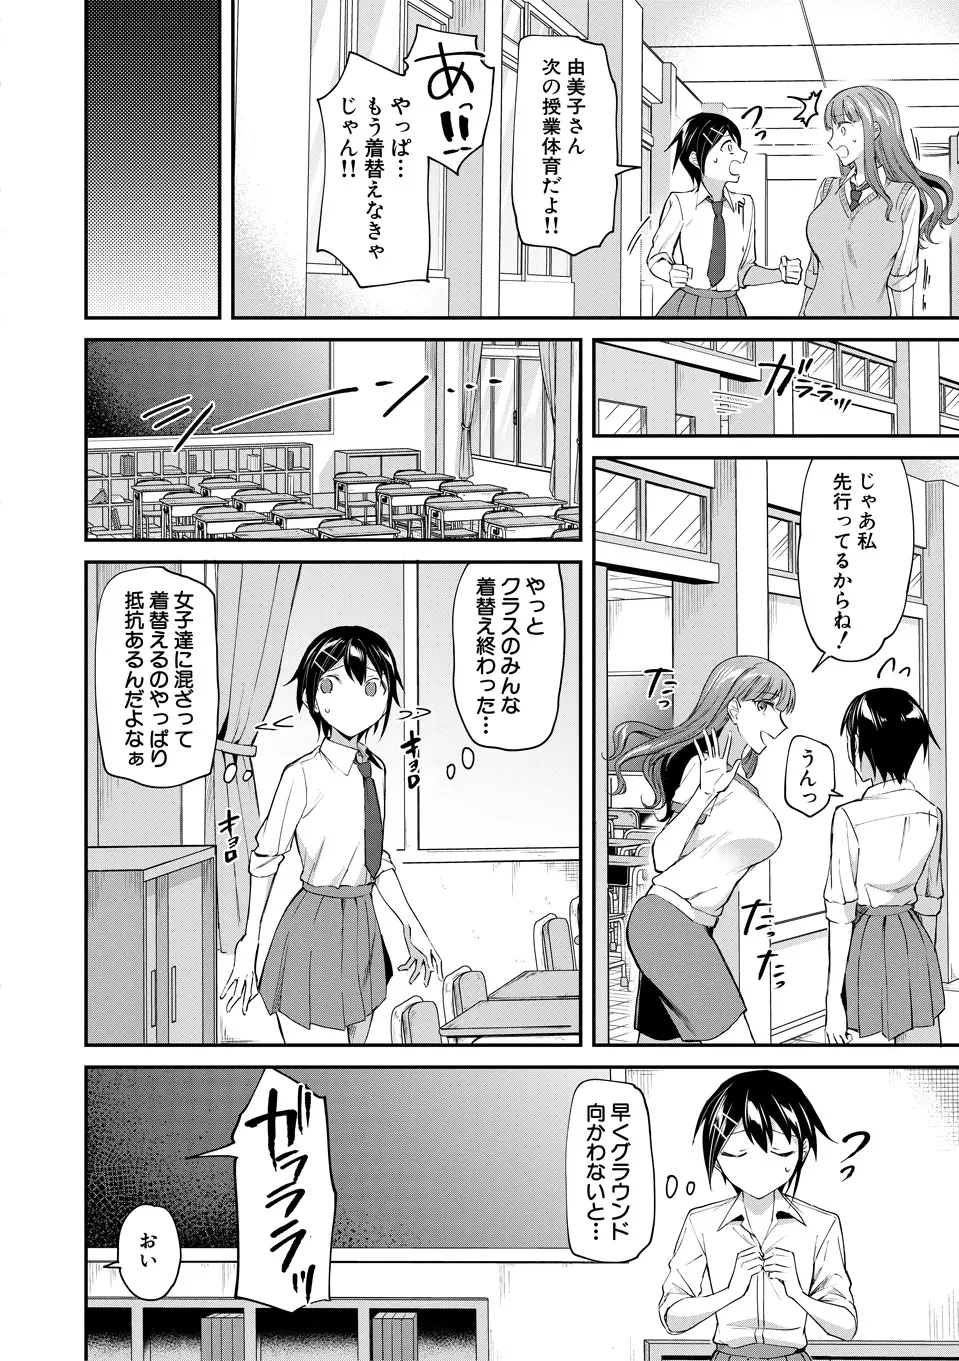 由美子さん
次の授業体育だよ!!
あっ!!
やっぱ…
もう着替えなきゃ
じゃん!!
ガラララッ
じゃあ私
先行ってるからね!
うんっ
たっ
たったっ
やっと
クラスのみんな
着替え終わった…
女子達に混ざって
着替えるのやっぱり
抵抗あるんだよなぁ
キョロ
キョロ
早くグラウンド
向かわないと…
ガラララッ
おい